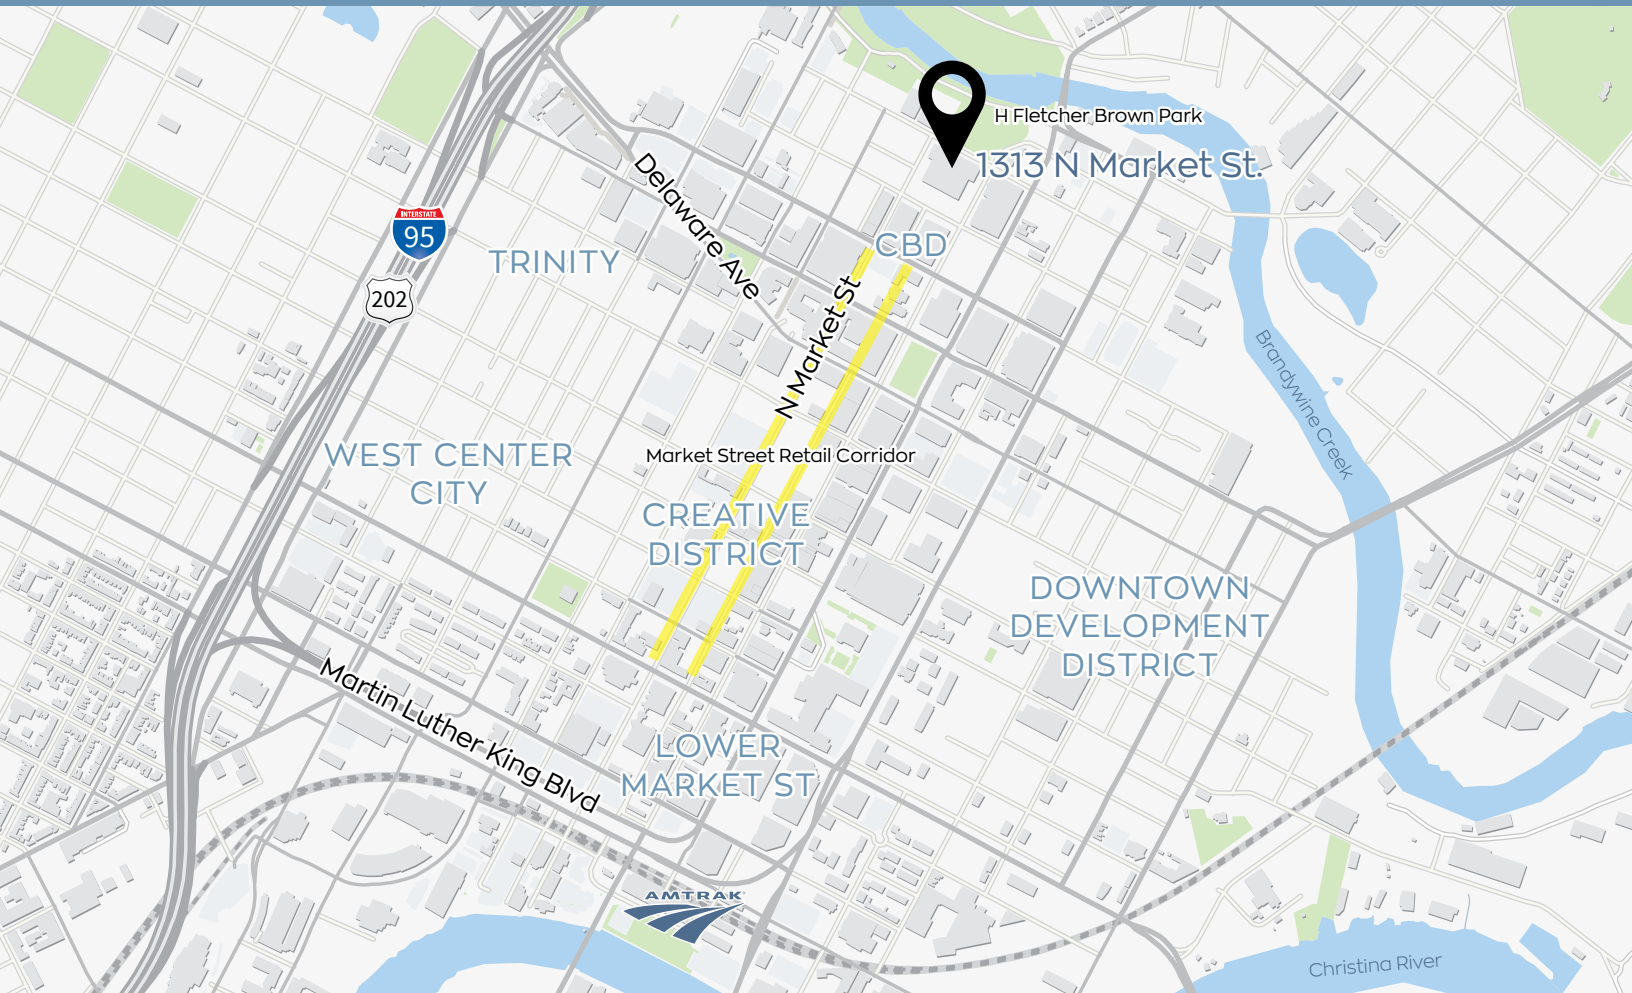 H Fletcher Brown Park
1313 N Market St.
Delaware Ave
INTERSTATE
95
CBD
TRINITY
202
N Market St
Brandywine Creek
WEST CENTER
CITY
Market Street Retail Corridor
CREATIVE
DISTRICT
DOWNTOWN
DEVELOPMENT
DISTRICT
Martin Luther King Blvd
LOWER
MARKET ST
AMTRAK
Christina River